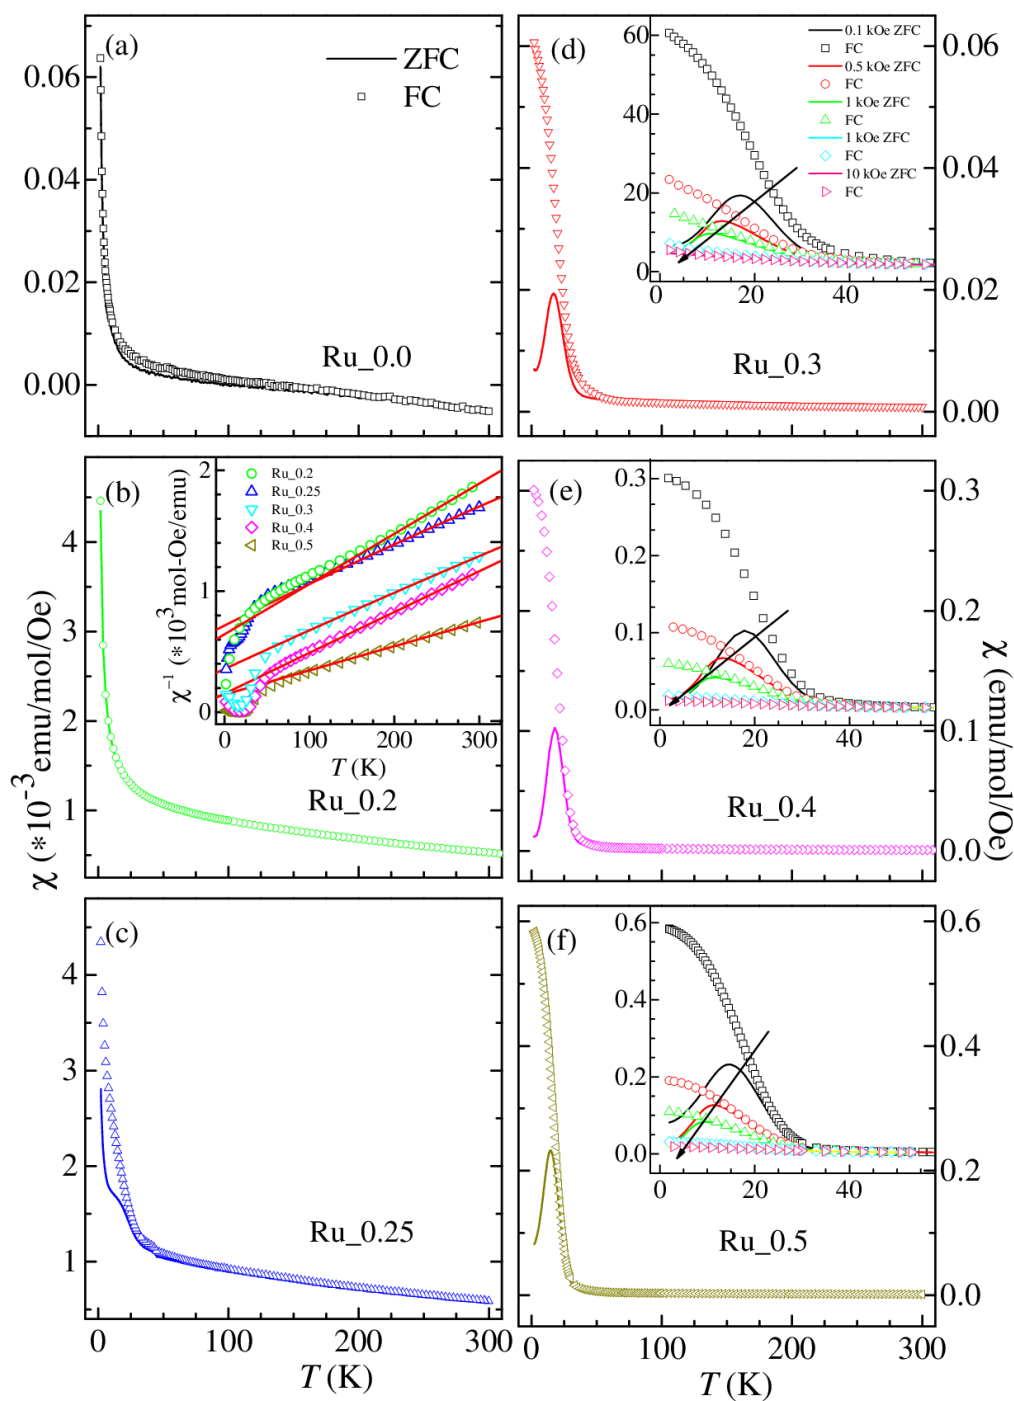 (a)
ZFC
FC
Ru_0.0
0.06
0.04
0.02
0.00
(d)
0.1 kOe ZFC
FC
0.5 kOe ZFC
FC
1 kOe ZFC
FC
1 kOe ZFC
FC
10 kOe ZFC
FC
60
40
20
0
0 20 40
Ru_0.3
0.06
0.04
0.02
0.00
(b)
Ru_0.2
Ru_0.25
Ru_0.3
Ru_0.4
Ru_0.5
χ⁻¹ (*10³mol-Oe/emu)
2
1
0
0 100 200 300
T (K)
Ru_0.2
4
2
1
χ (*10⁻³emu/mol/Oe)
(e)
0.3
0.2
0.1
0.0
0 20 40
Ru_0.4
0.3
0.2
0.1
0.0
χ (emu/mol/Oe)
(c)
Ru_0.25
4
3
2
1
0 100 200 300
T (K)
(f)
0.6
0.4
0.2
0.0
0 20 40
Ru_0.5
0.6
0.4
0.2
0.0
0 100 200 300
T (K)